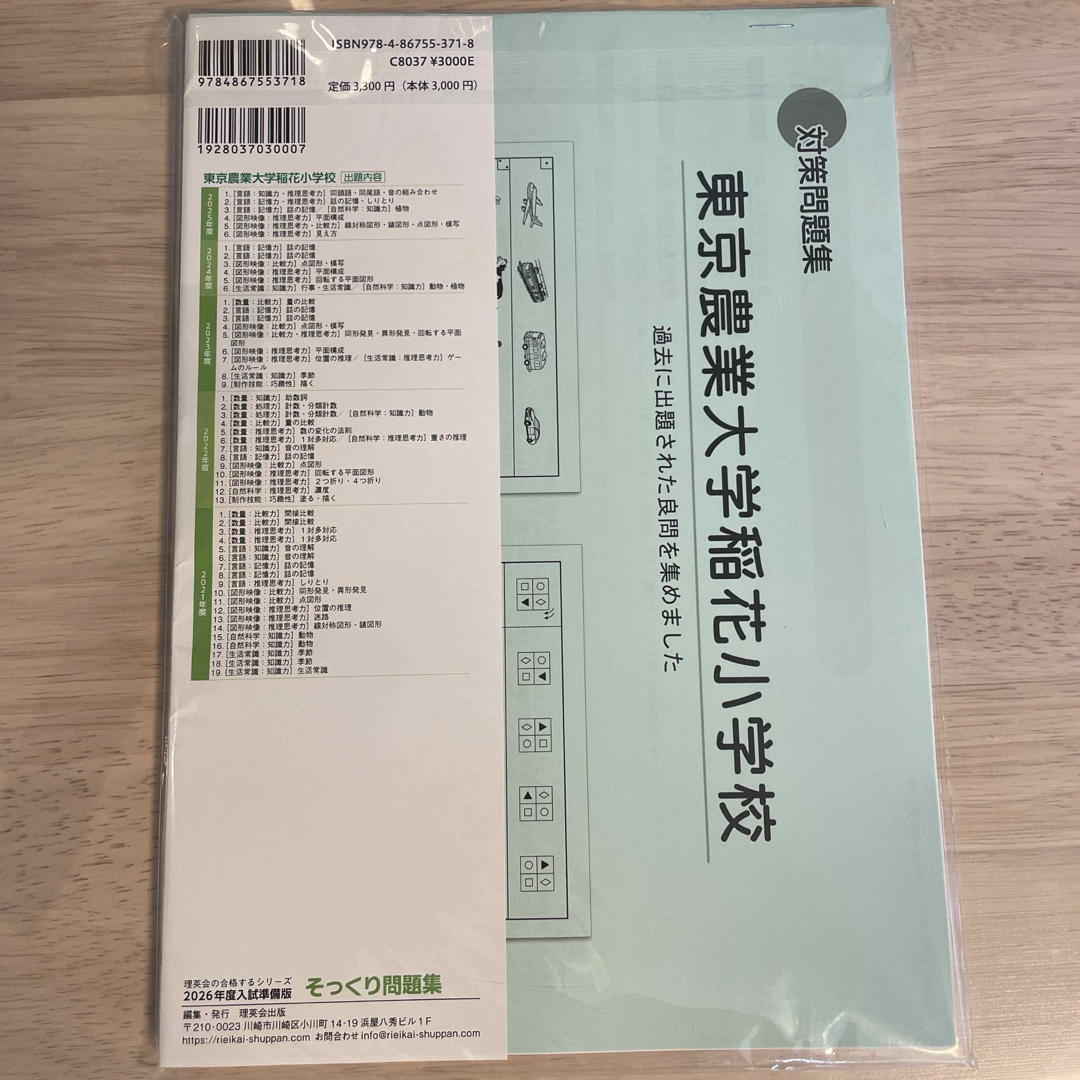 ISBN978-4-86755-371-8
C8037 ¥3000E
定価3,300円（本体3,000円）
9784867553718
1928037030007
東京農業大学稲花小学校 出題内容
2025年度
1.［言語：知識力・推理思考力］同頭語・同尾語・音の組み合わせ
2.［言語：記憶力・推理思考力］話の記憶・しりとり
3.［言語：記憶力］話の記憶／［自然科学：知識力］植物
4.［図形映像：推理思考力］平面構成
5.［図形映像：推理思考力・比較力］線対称図形・鏡図形・点図形・模写
6.［図形映像：推理思考力］見え方
2024年度
1.［言語：記憶力］話の記憶
2.［言語：記憶力］話の記憶
3.［図形映像：比較力］点図形・模写
4.［図形映像：推理思考力］平面構成
5.［図形映像：推理思考力］回転する平面図形
6.［生活常識：知識力］行事・生活常識／［自然科学：知識力］動物・植物
2023年度
1.［数量：比較力］量の比較
2.［言語：記憶力］話の記憶
3.［言語：記憶力］話の記憶
4.［図形映像：比較力］点図形・模写
5.［図形映像：比較力・推理思考力］同形発見・異形発見・回転する平面
図形
6.［図形映像：推理思考力］平面構成
7.［図形映像：推理思考力］位置の推理／［生活常識：推理思考力］ゲー
ムのルール
8.［生活常識：知識力］季節
9.［制作技能：巧緻性］描く
2022年度
1.［数量：知識力］助数詞
2.［数量：処理力］計数・分類計数
3.［数量：処理力］計数・分類計数／［自然科学：知識力］動物
4.［数量：比較力］量の比較
5.［数量：推理思考力］数の変化の法則
6.［数量：推理思考力］1対多対応／［自然科学：推理思考力］重さの推理
7.［言語：知識力］音の理解
8.［言語：記憶力］話の記憶
9.［図形映像：比較力］点図形
10.［図形映像：推理思考力］回転する平面図形
11.［図形映像：推理思考力］2つ折り・4つ折り
12.［自然科学：推理思考力］濃度
13.［制作技能：巧緻性］塗る・描く
2021年度
1.［数量：比較力］間接比較
2.［数量：比較力］間接比較
3.［数量：推理思考力］1対多対応
4.［数量：推理思考力］1対多対応
5.［言語：知識力］音の理解
6.［言語：知識力］音の理解
7.［言語：記憶力］話の記憶
8.［言語：記憶力］話の記憶
9.［言語：推理思考力］しりとり
10.［図形映像：比較力］同形発見・異形発見
11.［図形映像：比較力］点図形
12.［図形映像：推理思考力］位置の推理
13.［図形映像：推理思考力］迷路
14.［図形映像：推理思考力］線対称図形・鏡図形
15.［自然科学：知識力］動物
16.［自然科学：知識力］動物
17.［生活常識：知識力］季節
18.［生活常識：知識力］季節
19.［生活常識：知識力］生活常識
理英会の合格するシリーズ
2026年度入試準備版 そっくり問題集
編集・発行 理英会出版
〒210-0023 川崎市川崎区小川町14-19浜屋八秀ビル1F
https://rieikai-shuppan.com お問合わせinfo@rieikai-shuppan.com
対策問題集
東京農業大学稲花小学校
過去に出題された良問を集めました